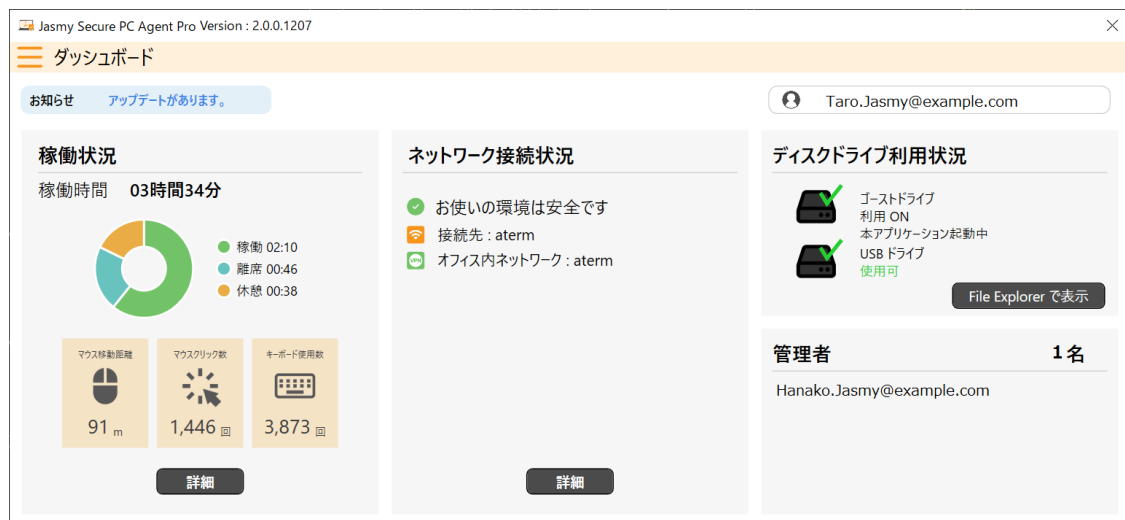 Jasmy Secure PC Agent Pro Version : 2.0.0.1207
ダッシュボード
お知らせ アップデートがあります。
Taro.Jasmy@example.com
稼働状況
稼働時間 03時間34分
稼働 02:10
離席 00:46
休憩 00:38
マウス移動距離
91 m
マウスクリック数
1,446 回
キーボード使用数
3,873 回
詳細
ネットワーク接続状況
お使いの環境は安全です
接続先 : aterm
VPN
オフィス内ネットワーク : aterm
詳細
ディスクドライブ利用状況
ゴーストドライブ
利用 ON
本アプリケーション起動中
USB ドライブ
使用可
File Explorer で表示
管理者 1名
Hanako.Jasmy@example.com